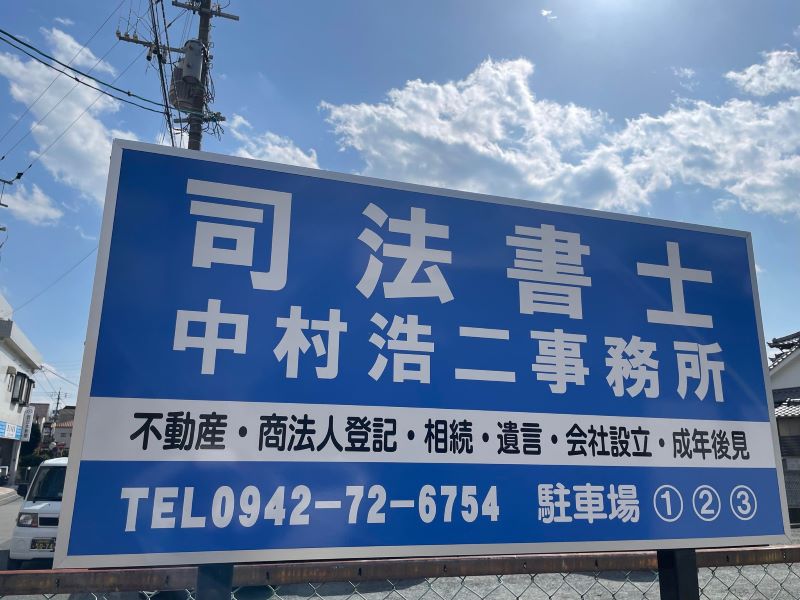 司法書士
中村浩二事務所
不動産・商法人登記・相続・遺言・会社設立・成年後見
TEL0942-72-6754 駐車場 ①②③